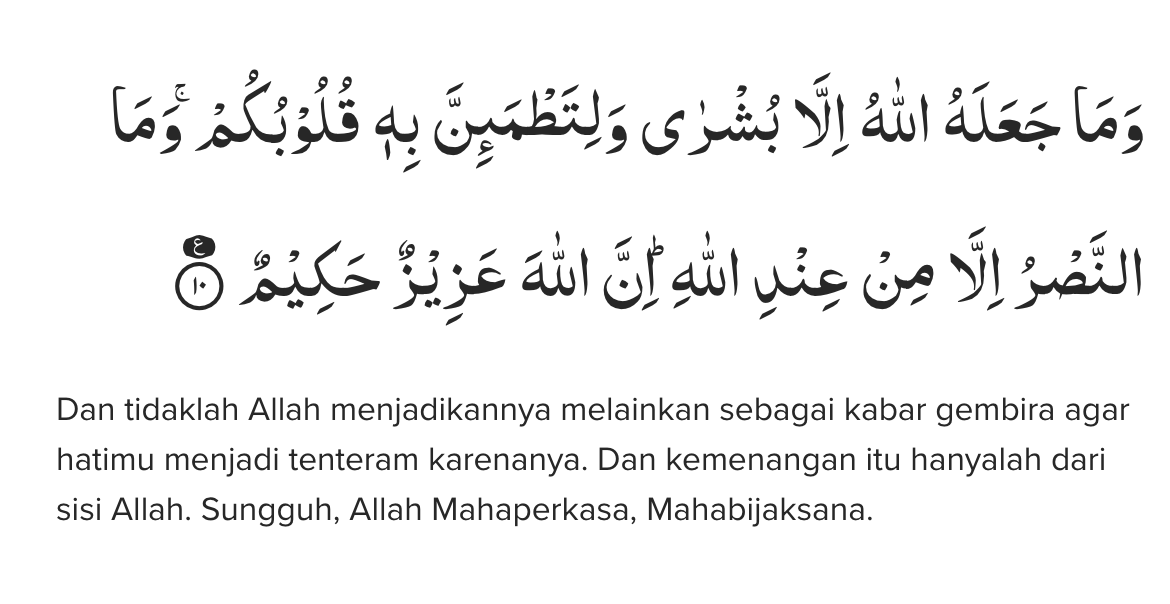 وَمَا جَعَلَهُ اللّٰهُ اِلَّا بُشْرٰى وَلِتَطْمَىِٕنَّ بِهٖ قُلُوْبُكُمْۚ وَمَا
النَّصْرُ اِلَّا مِنْ عِنْدِ اللّٰهِ ۗاِنَّ اللّٰهَ عَزِيْزٌ حَكِيْمٌ ࣖ ١٠
Dan tidaklah Allah menjadikannya melainkan sebagai kabar gembira agar
hatimu menjadi tenteram karenanya. Dan kemenangan itu hanyalah dari
sisi Allah. Sungguh, Allah Mahaperkasa, Mahabijaksana.